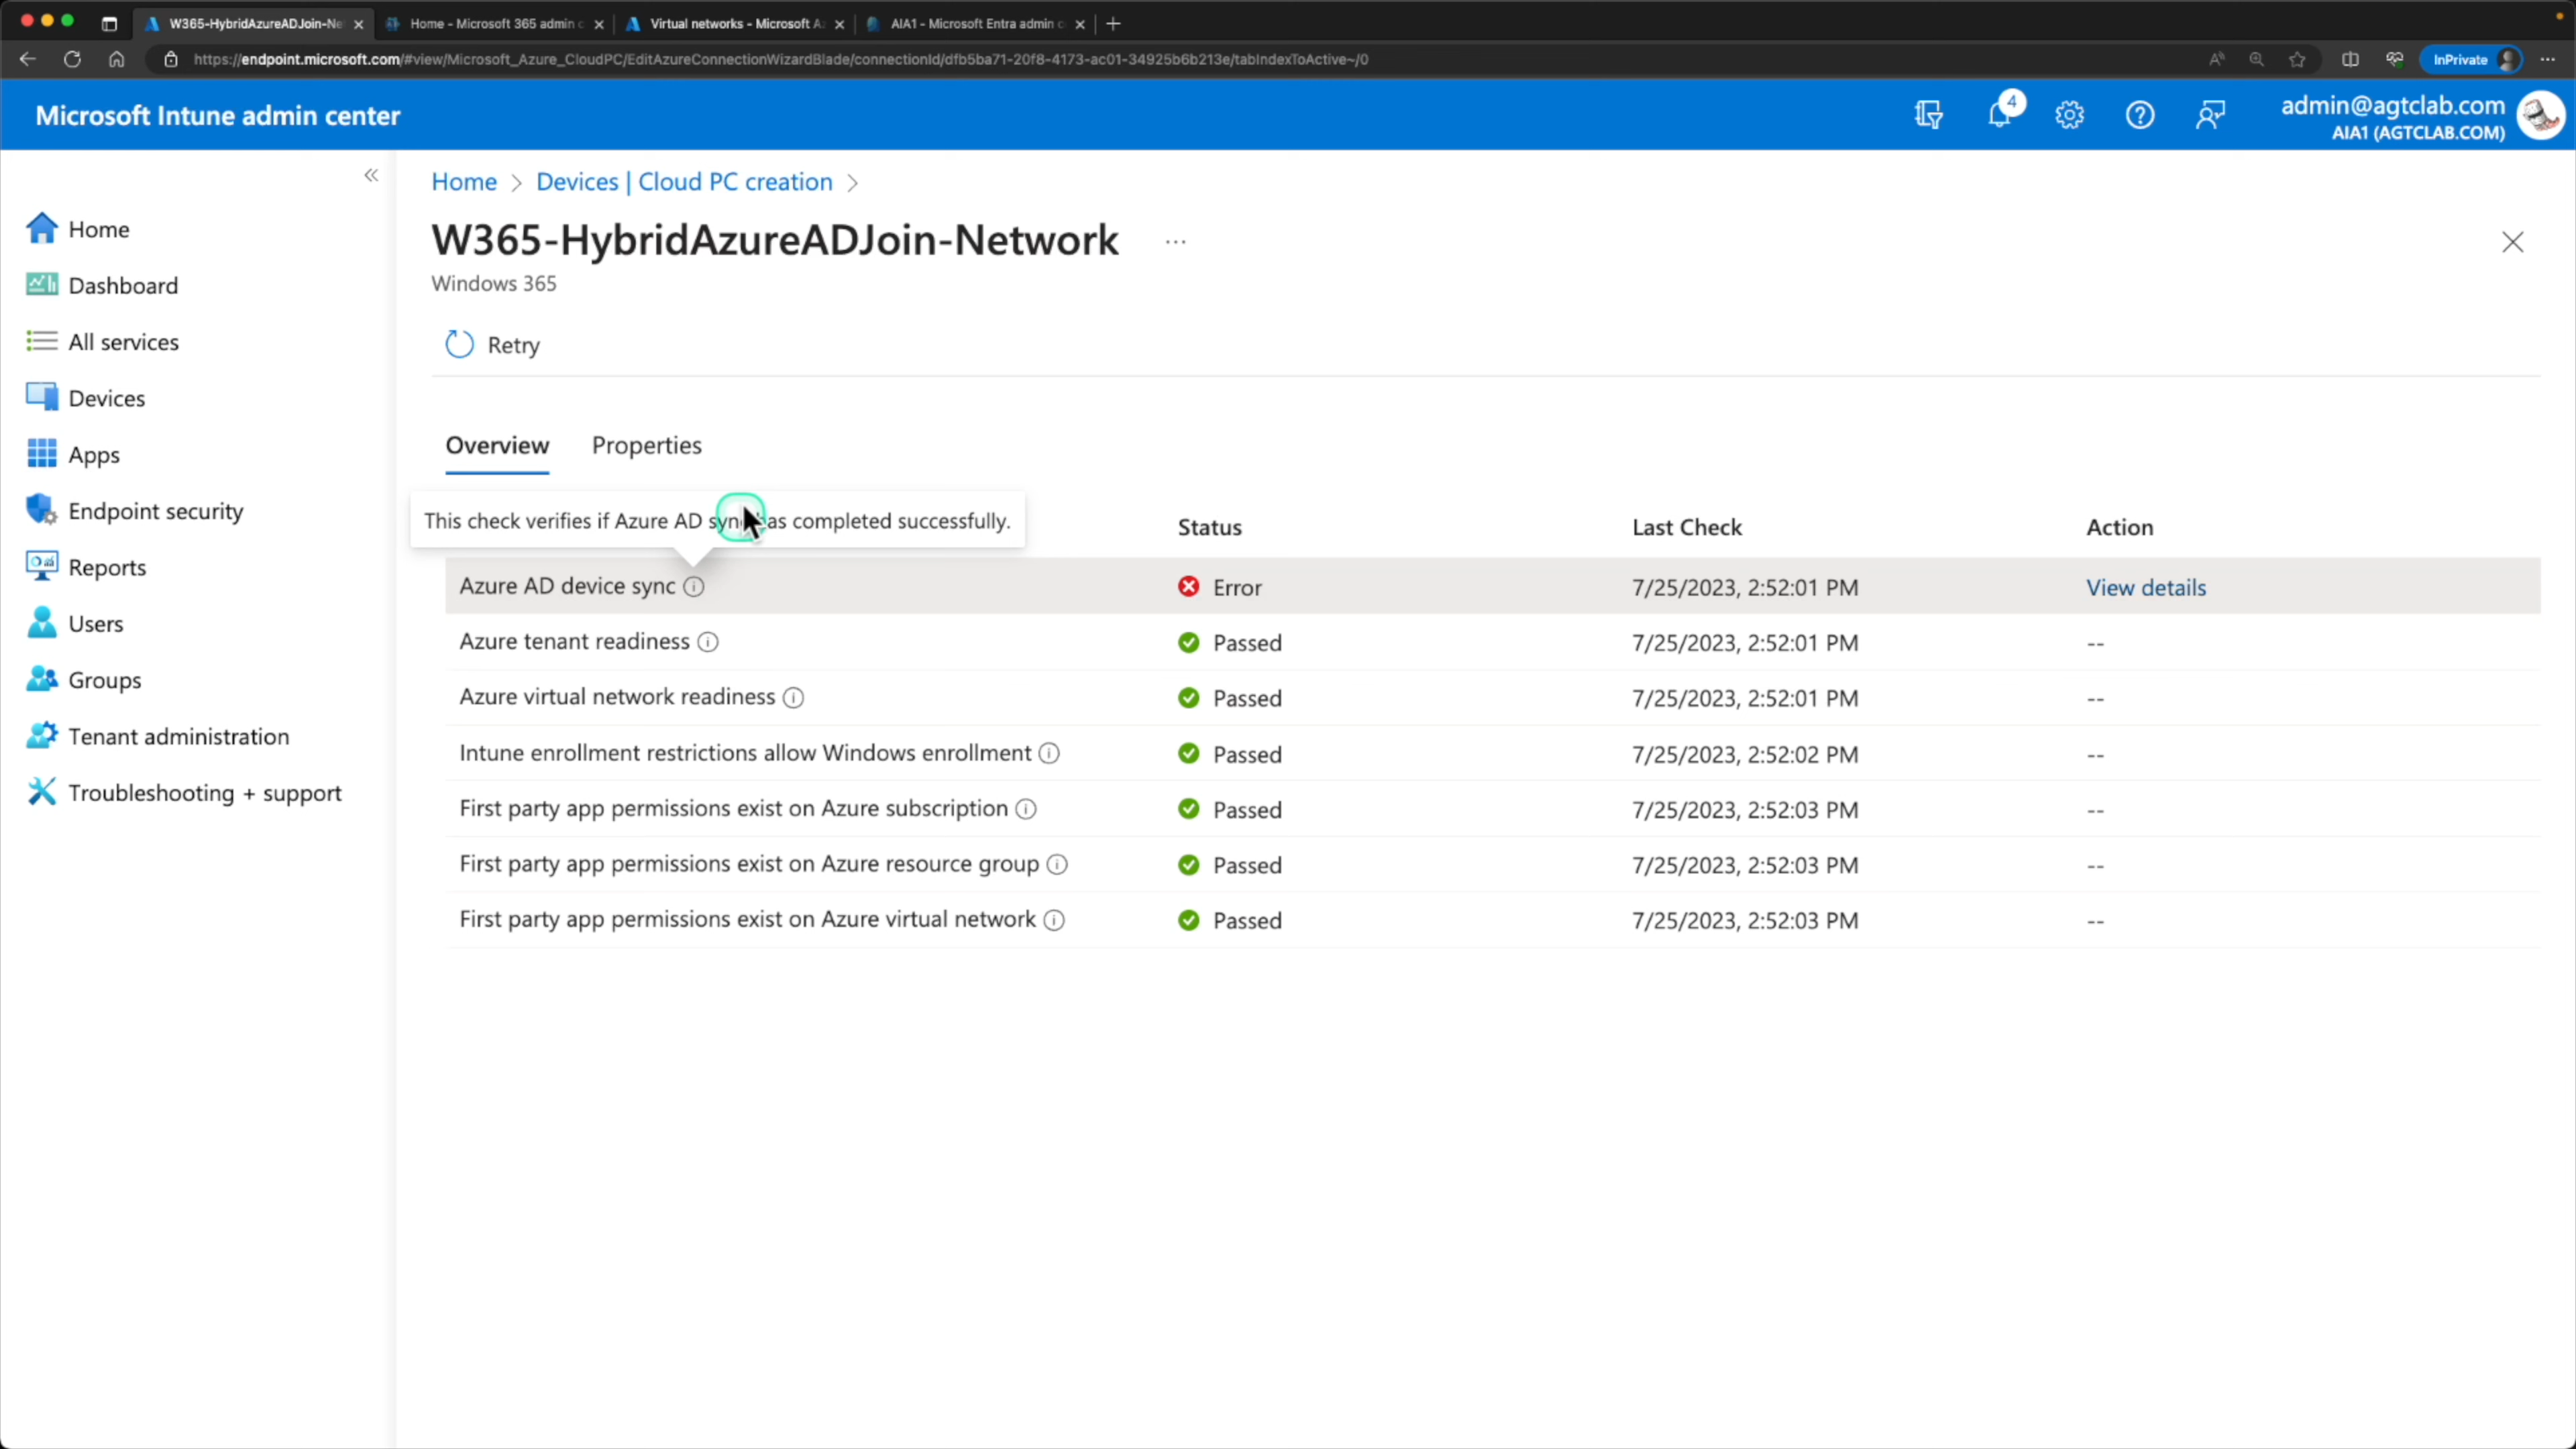 W365-HybridAzureADJoin-Ne
Home - Microsoft 365 admin c
Virtual networks - Microsoft A
AIA1 - Microsoft Entra admin c
https://endpoint.microsoft.com/#view/Microsoft_Azure_CloudPC/EditAzureConnectionWizardBlade/connectionId/dfb5ba71-20f8-4173-ac01-34925b6b213e/tabIndexToActive~/0
InPrivate
Microsoft Intune admin center
4
admin@agtclab.com
AIA1 (AGTCLAB.COM)
Home
Dashboard
All services
Devices
Apps
Endpoint security
Reports
Users
Groups
Tenant administration
Troubleshooting + support
Home > Devices | Cloud PC creation >
W365-HybridAzureADJoin-Network ...
Windows 365
Retry
Overview Properties
This check verifies if Azure AD sync has completed successfully.
Status Last Check Action
Azure AD device sync Error 7/25/2023, 2:52:01 PM View details
Azure tenant readiness Passed 7/25/2023, 2:52:01 PM --
Azure virtual network readiness Passed 7/25/2023, 2:52:01 PM --
Intune enrollment restrictions allow Windows enrollment Passed 7/25/2023, 2:52:02 PM --
First party app permissions exist on Azure subscription Passed 7/25/2023, 2:52:03 PM --
First party app permissions exist on Azure resource group Passed 7/25/2023, 2:52:03 PM --
First party app permissions exist on Azure virtual network Passed 7/25/2023, 2:52:03 PM --